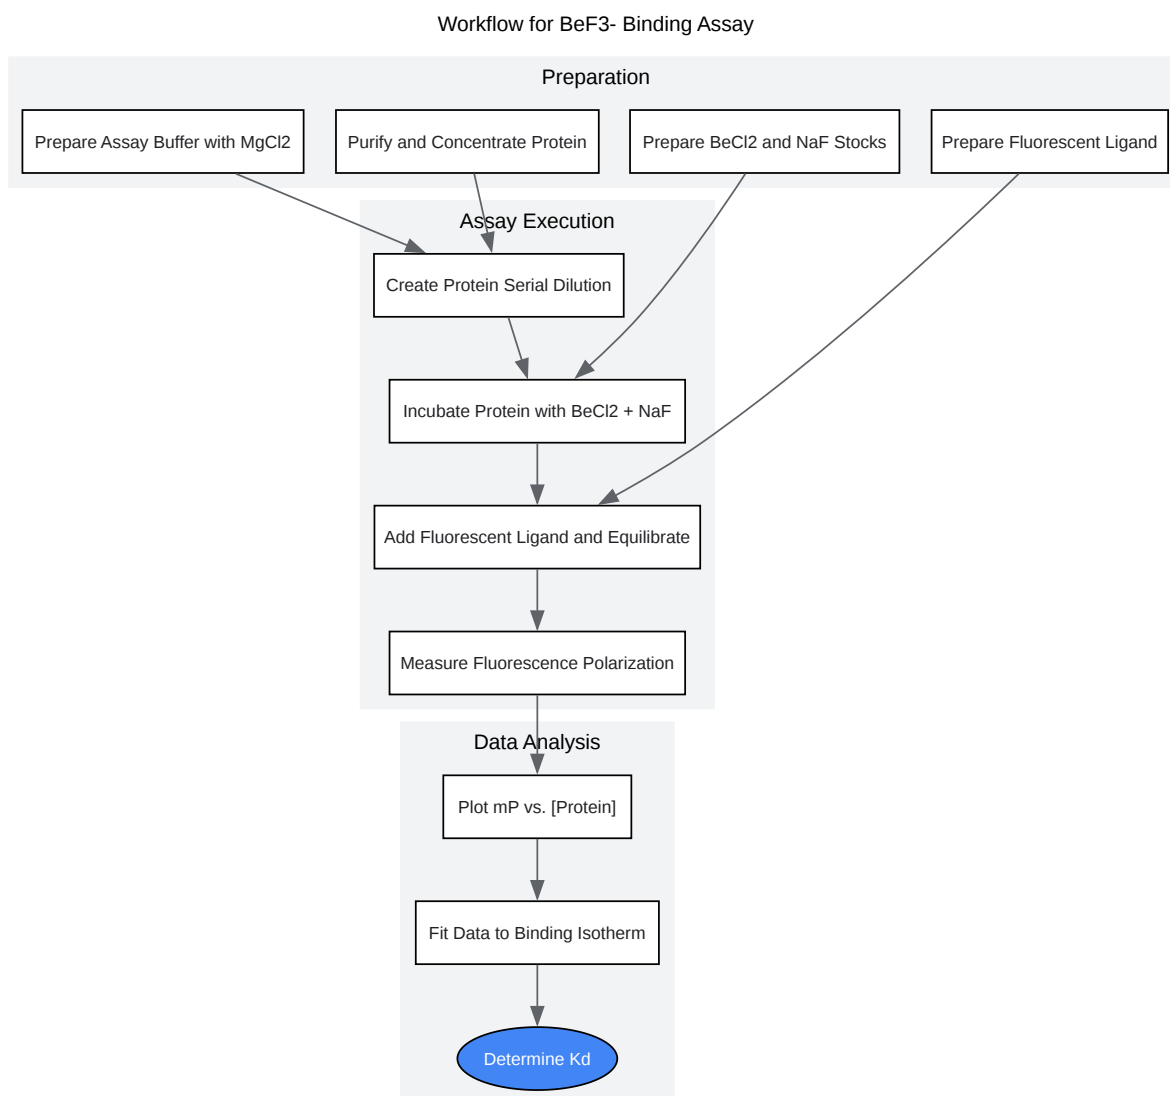 Workflow for BeF3- Binding Assay
Preparation
Prepare Assay Buffer with MgCl2
Purify and Concentrate Protein
Prepare BeCl2 and NaF Stocks
Prepare Fluorescent Ligand
Assay Execution
Create Protein Serial Dilution
Incubate Protein with BeCl2 + NaF
Add Fluorescent Ligand and Equilibrate
Measure Fluorescence Polarization
Data Analysis
Plot mP vs. [Protein]
Fit Data to Binding Isotherm
Determine Kd